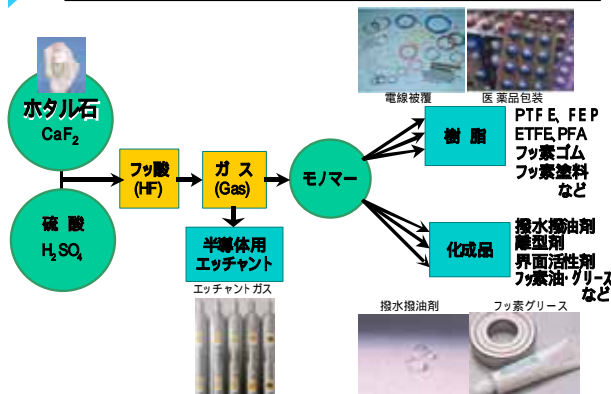 ホタル石
CaF2
硫 酸
H2SO4
フッ酸
(HF)
ガ ス
(Gas)
半導体用
エッチャント
エッチャントガス
モノマー
電線被覆
医薬品包装
樹 脂
PTFE、FEP
ETFE、PFA
フッ素ゴム
フッ素塗料
など
化成品
撥水撥油剤
離型剤
界面活性剤
フッ素油・グリース
など
撥水撥油剤
フッ素グリース